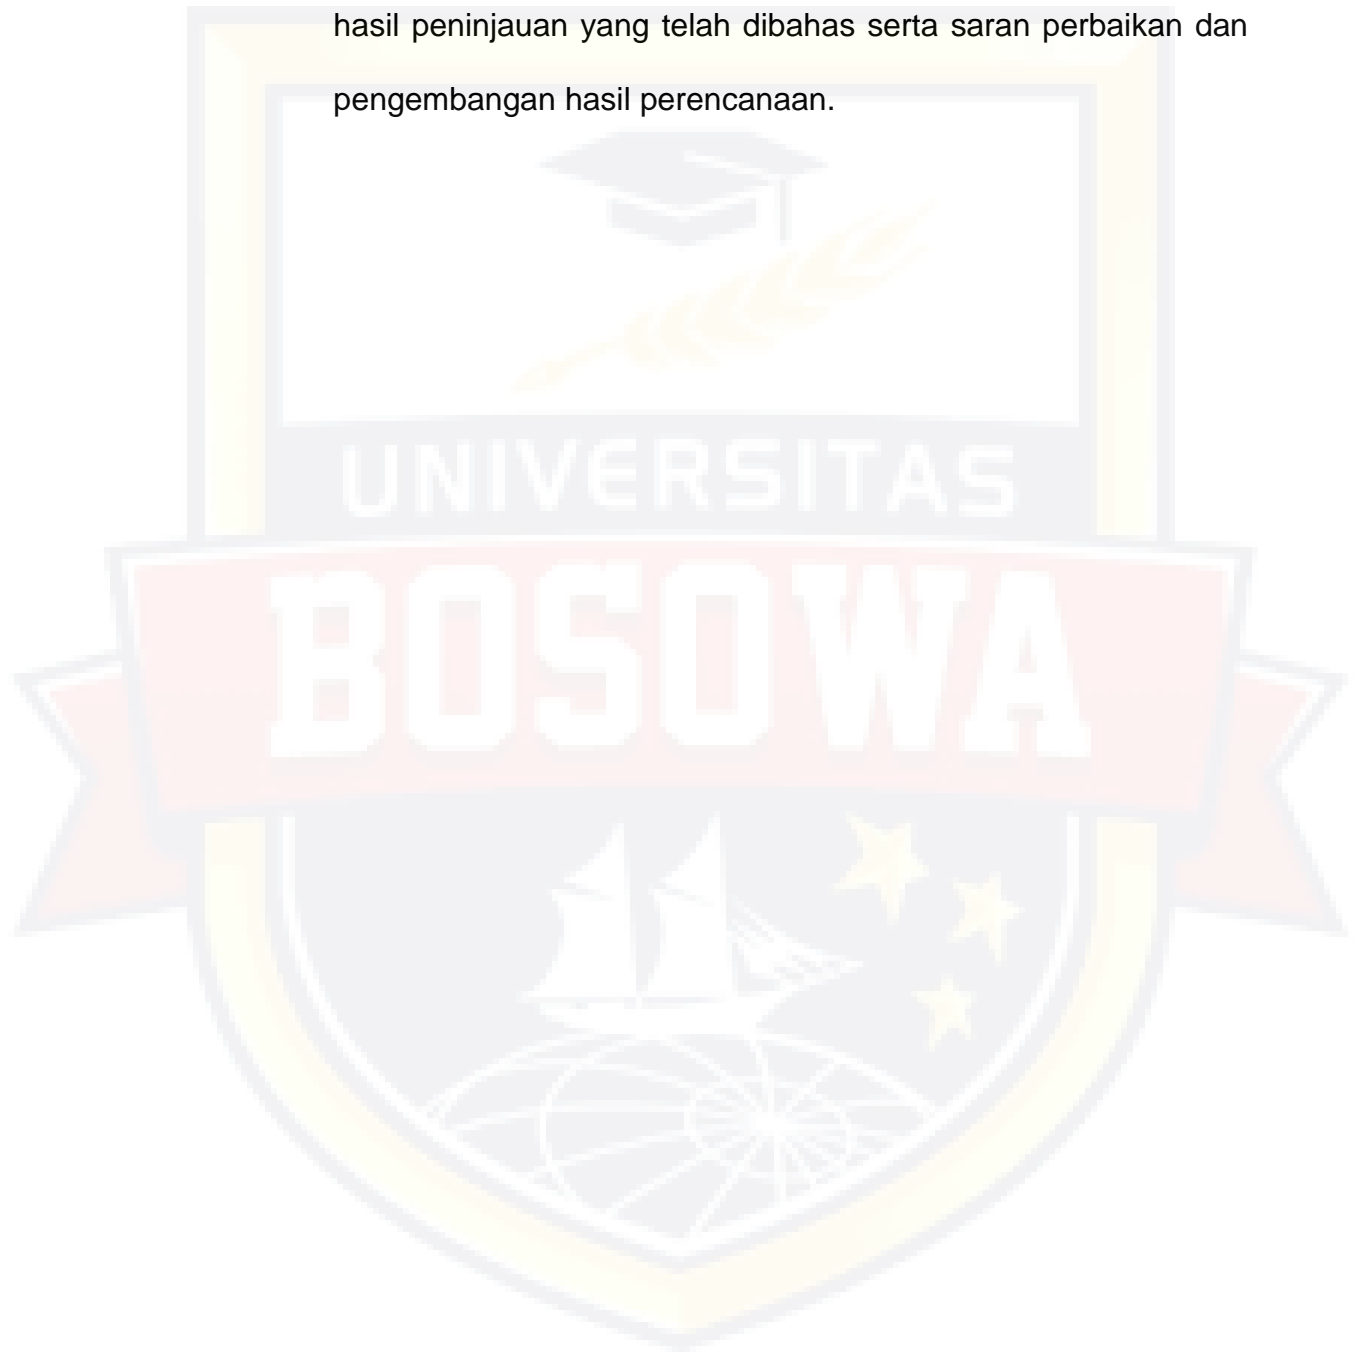 hasil peninjauan yang telah dibahas serta saran perbaikan dan
pengembangan hasil perencanaan.
UNIVERSITAS
BOSOWA